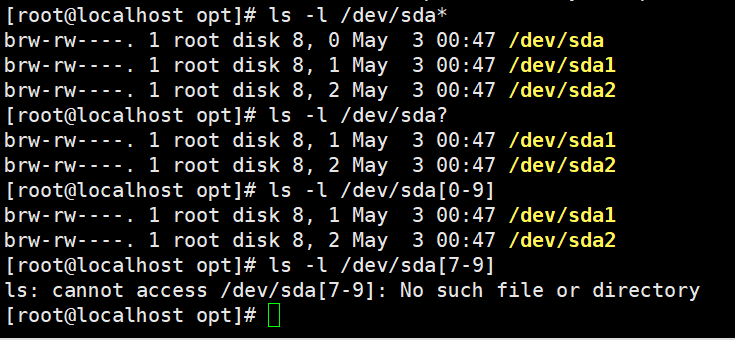 [root@localhost opt]# ls -l /dev/sda*
brw-rw----. 1 root disk 8, 0 May  3 00:47 /dev/sda
brw-rw----. 1 root disk 8, 1 May  3 00:47 /dev/sda1
brw-rw----. 1 root disk 8, 2 May  3 00:47 /dev/sda2
[root@localhost opt]# ls -l /dev/sda?
brw-rw----. 1 root disk 8, 1 May  3 00:47 /dev/sda1
brw-rw----. 1 root disk 8, 2 May  3 00:47 /dev/sda2
[root@localhost opt]# ls -l /dev/sda[0-9]
brw-rw----. 1 root disk 8, 1 May  3 00:47 /dev/sda1
brw-rw----. 1 root disk 8, 2 May  3 00:47 /dev/sda2
[root@localhost opt]# ls -l /dev/sda[7-9]
ls: cannot access /dev/sda[7-9]: No such file or directory
[root@localhost opt]#